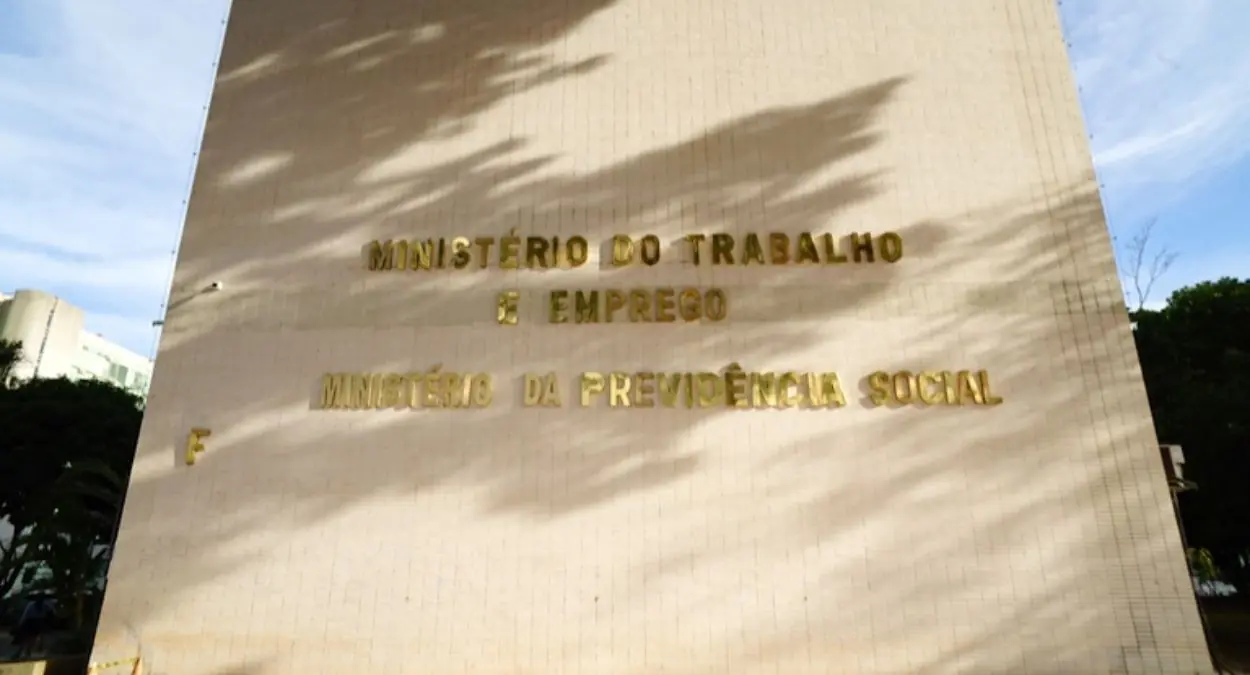 MINISTÉRIO DO TRABALHO
E EMPREGO
MINISTÉRIO DA PREVIDÊNCIA SOCIAL
F